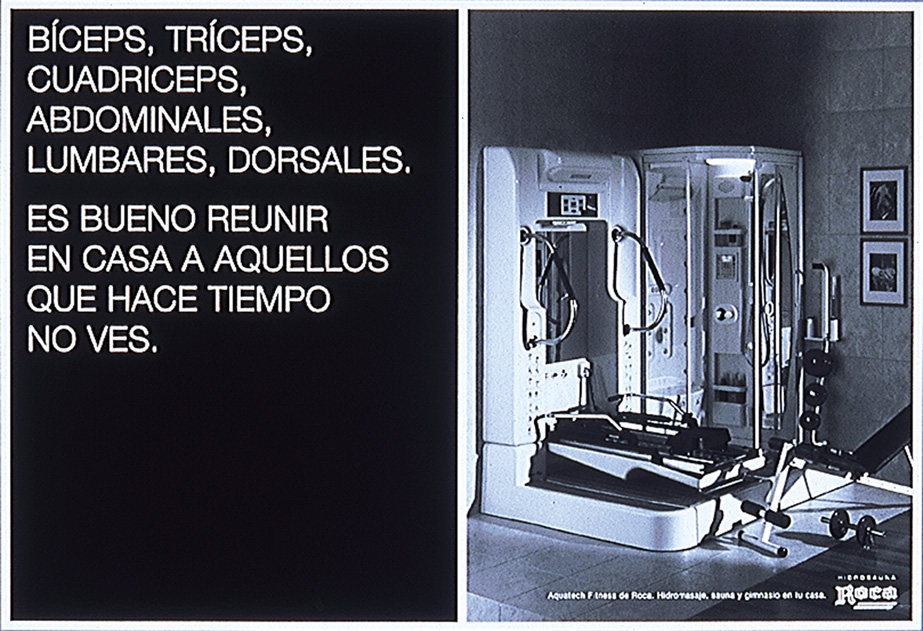 BÍCEPS, TRÍCEPS,
CUADRICEPS,
ABDOMINALES,
LUMBARES, DORSALES.
ES BUENO REUNIR
EN CASA A AQUELLOS
QUE HACE TIEMPO
NO VES.
Aquatech Fitness de Roca. Hidromasaje, sauna y gimnasio en tu casa.
HIDROSAUNA
Roca